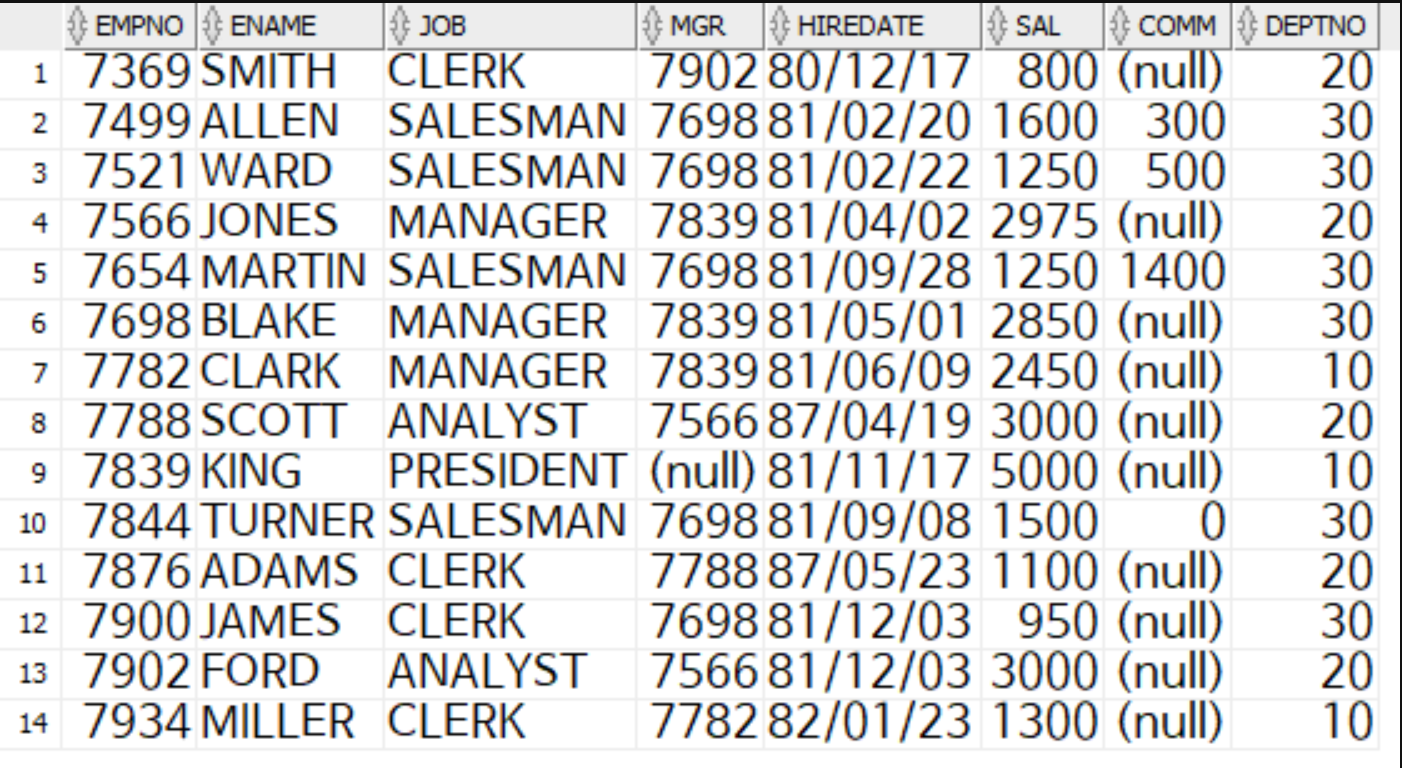 EMPNO ENAME JOB MGR HIREDATE SAL COMM DEPTNO
1 7369 SMITH CLERK 7902 80/12/17 800 (null) 20
2 7499 ALLEN SALESMAN 7698 81/02/20 1600 300 30
3 7521 WARD SALESMAN 7698 81/02/22 1250 500 30
4 7566 JONES MANAGER 7839 81/04/02 2975 (null) 20
5 7654 MARTIN SALESMAN 7698 81/09/28 1250 1400 30
6 7698 BLAKE MANAGER 7839 81/05/01 2850 (null) 30
7 7782 CLARK MANAGER 7839 81/06/09 2450 (null) 10
8 7788 SCOTT ANALYST 7566 87/04/19 3000 (null) 20
9 7839 KING PRESIDENT (null) 81/11/17 5000 (null) 10
10 7844 TURNER SALESMAN 7698 81/09/08 1500 0 30
11 7876 ADAMS CLERK 7788 87/05/23 1100 (null) 20
12 7900 JAMES CLERK 7698 81/12/03 950 (null) 30
13 7902 FORD ANALYST 7566 81/12/03 3000 (null) 20
14 7934 MILLER CLERK 7782 82/01/23 1300 (null) 10